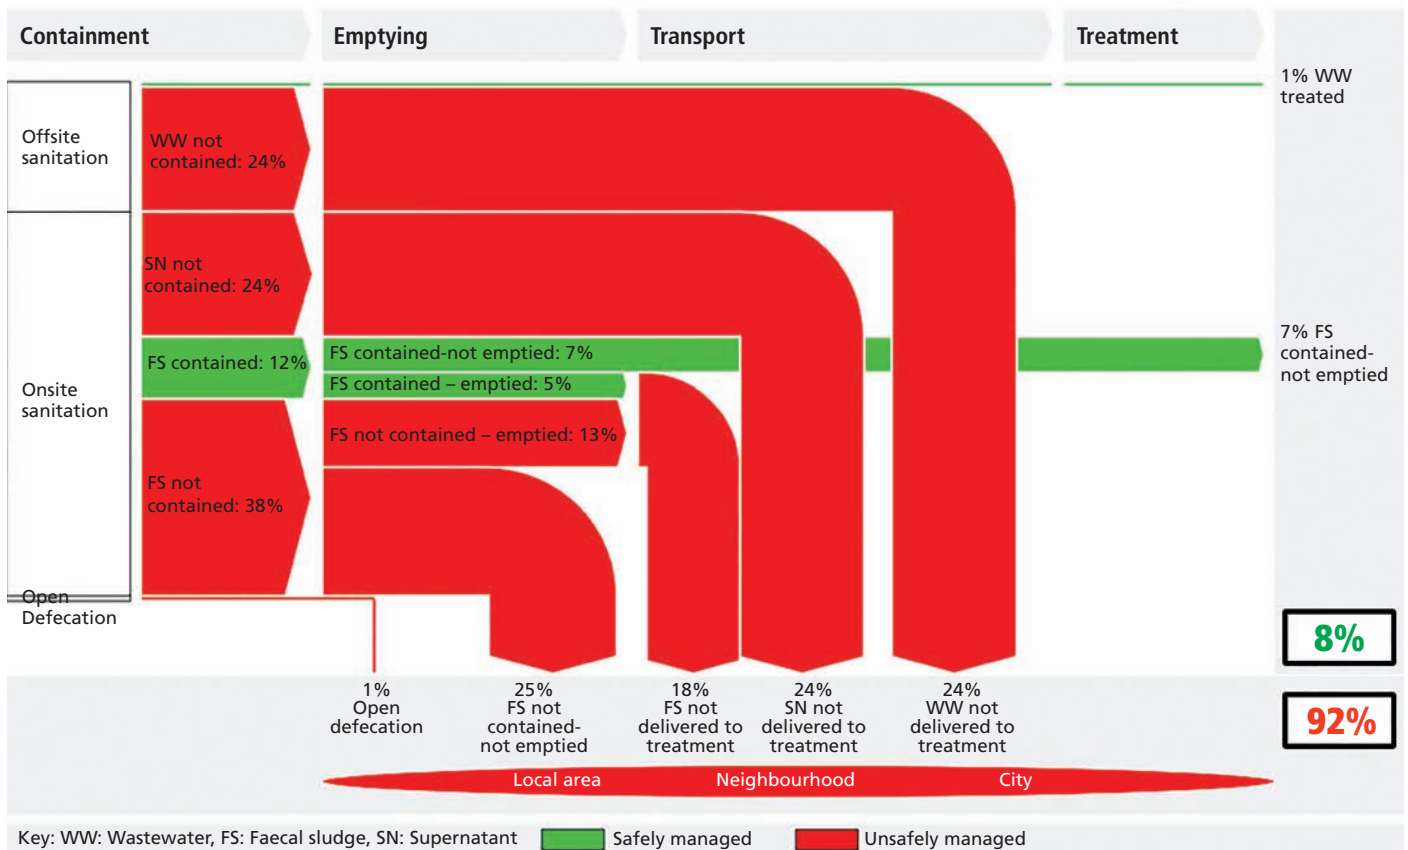 Containment
Emptying
Transport
Treatment
Offsite
sanitation
WW not
contained: 24%
1% WW
treated
SN not
contained: 24%
Onsite
sanitation
FS contained: 12%
FS contained-not emptied: 7%
7% FS
contained-
not emptied
FS contained – emptied: 5%
FS not contained – emptied: 13%
FS not
contained: 38%
Open
Defecation
8%
1%
Open
defecation
25%
FS not
contained-
not emptied
18%
FS not
delivered to
treatment
24%
SN not
delivered to
treatment
24%
WW not
delivered to
treatment
92%
Local area
Neighbourhood
City
Key: WW: Wastewater, FS: Faecal sludge, SN: Supernatant
Safely managed
Unsafely managed